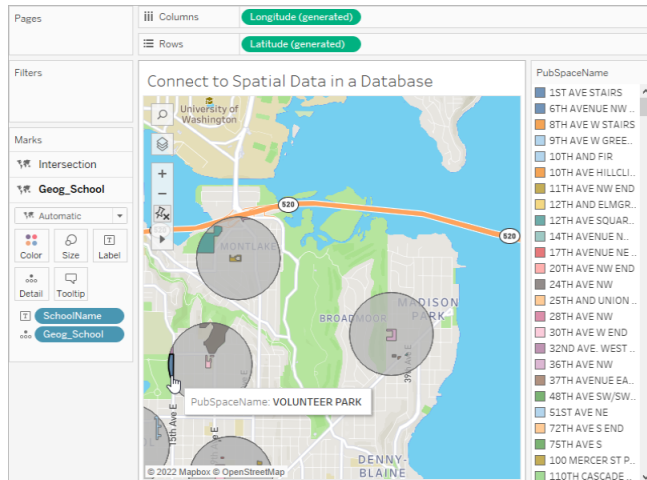 Pages
iii Columns
Longitude (generated)
Rows
Latitude (generated)
Filters
Marks
Intersection
Geog_School
Automatic
Color
Size
Label
Detail
Tooltip
SchoolName
Geog_School
Connect to Spatial Data in a Database
University of
Washington
520
520
MONTLAKE
BROADMOOR
MADISON
PARK
39th Ave E
15th Ave E
PubSpaceName: VOLUNTEER PARK
DENNY-
BLAINE
© 2022 Mapbox © OpenStreetMap
PubSpaceName
1ST AVE STAIRS
6TH AVENUE NW ..
8TH AVE W STAIRS
9TH AVE W GREE..
10TH AND FIR
10TH AVE HILLCLI..
11TH AVE NW END
12TH AND ELMGR..
12TH AVE SQUAR..
14TH AVENUE N..
17TH AVENUE NE ..
20TH AVE NW END
24TH AVE NW
25TH AND UNION ..
28TH AVE NW
30TH AVE W END
32ND AVE. WEST ..
36TH AVE NW
37TH AVENUE EA..
48TH AVE SW/SW..
51ST AVE NE
72TH AVE S END
75TH AVE S
100 MERCER ST P..
110TH CASCADE ..